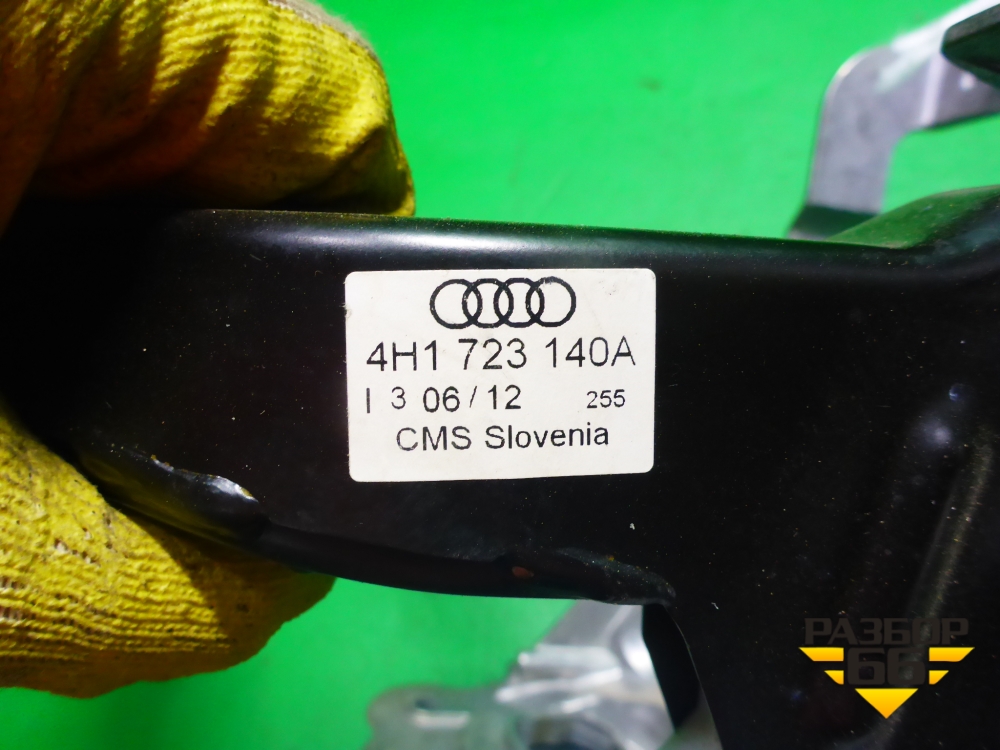 4H1 723 140A
I 3 06/12 255
CMS Slovenia
РАЗБОР
66